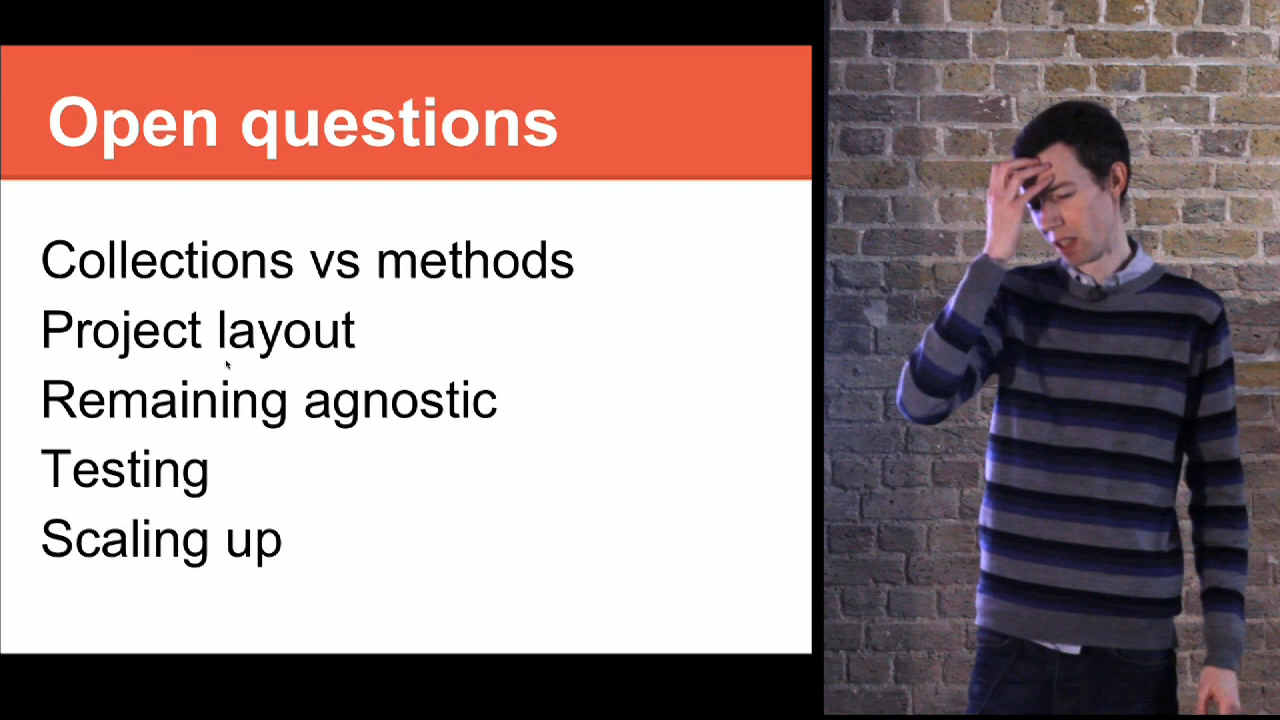 Open questions
Collections vs methods
Project layout
Remaining agnostic
Testing
Scaling up